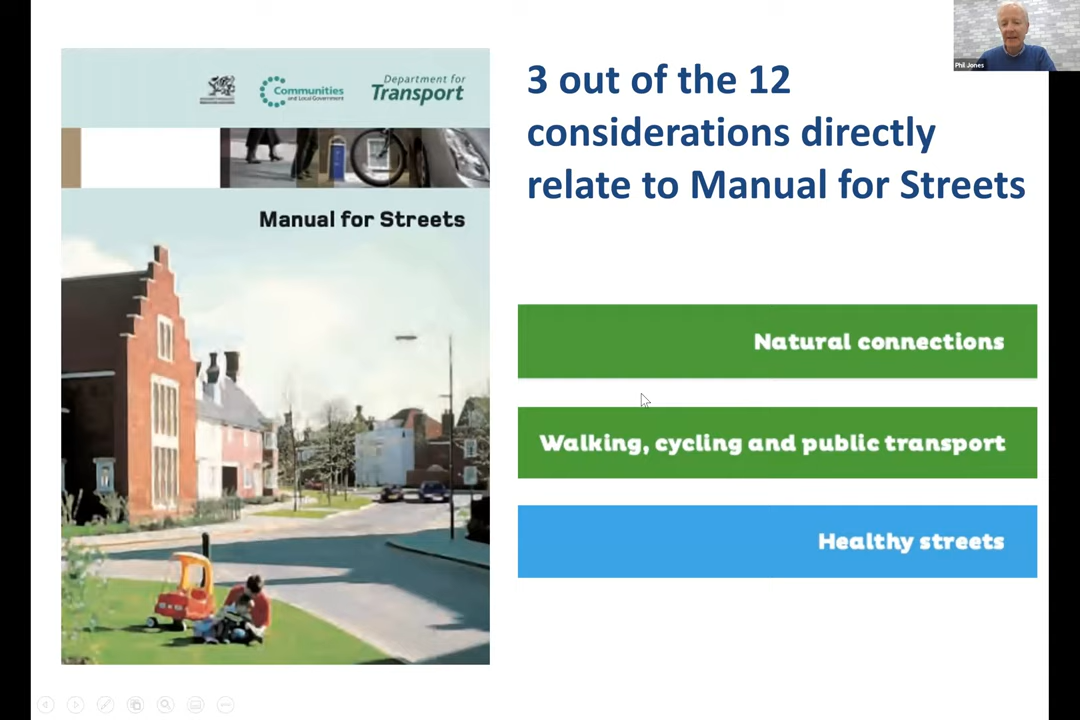 Phil Jones
Communities
and Local Government
Department for
Transport
Manual for Streets
3 out of the 12
considerations directly
relate to Manual for Streets
Natural connections
Walking, cycling and public transport
Healthy streets